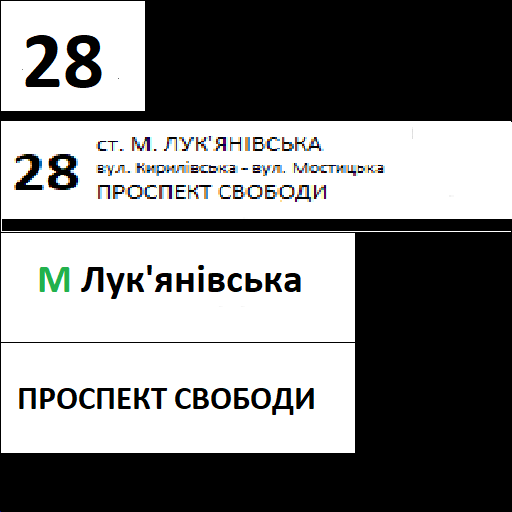 28
28
ст. М. ЛУК'ЯНІВСЬКА
вул. Кирилівська - вул. Мостицька
ПРОСПЕКТ СВОБОДИ
М Лук'янівська
ПРОСПЕКТ СВОБОДИ